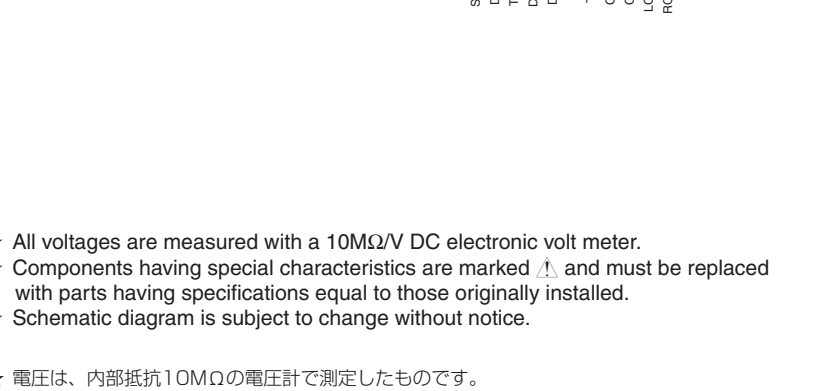 All voltages are measured with a 10MΩ/V DC electronic volt meter.
Components having special characteristics are marked ⚠ and must be replaced
with parts having specifications equal to those originally installed.
Schematic diagram is subject to change without notice.
電圧は、内部抵抗10MΩの電圧計で測定したものです。